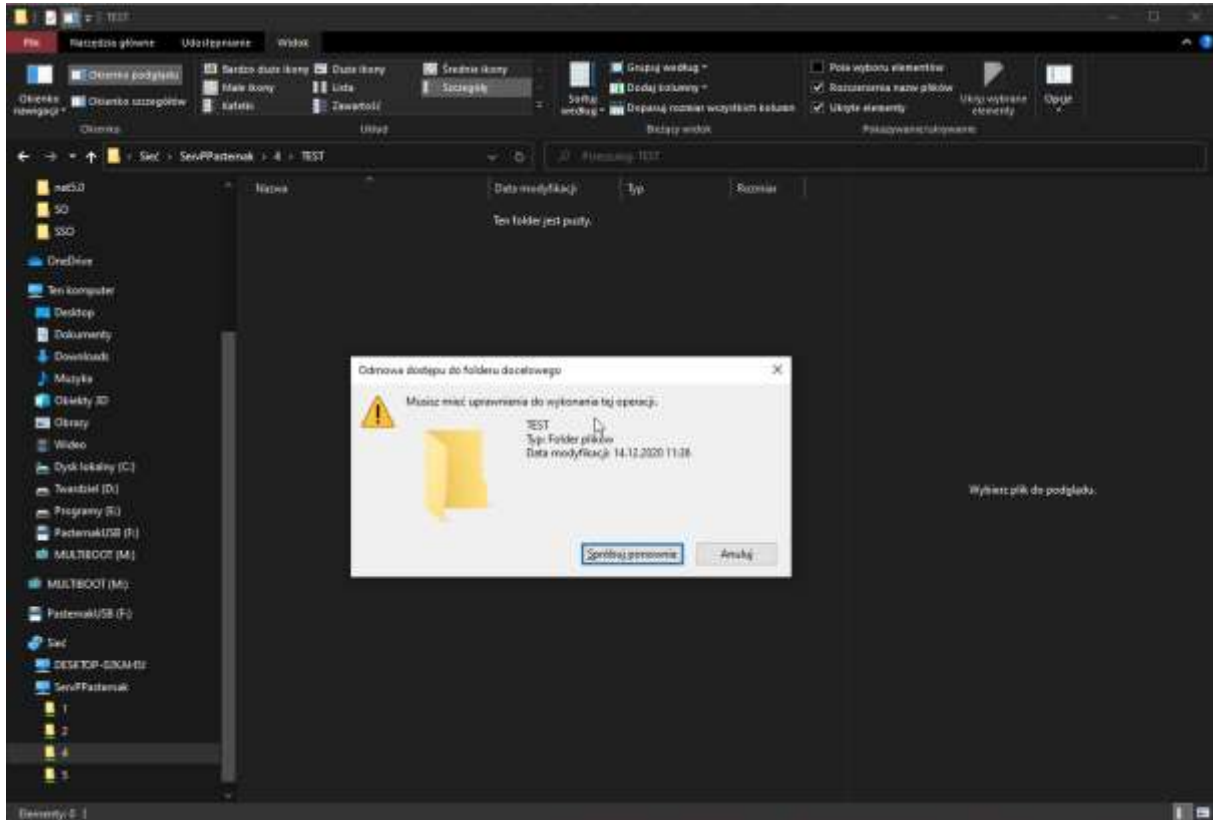 TEST
Plik Narzędzia główne Udostępnianie Widok
Okienko nawigacji
Okienko podglądu
Okienko szczegółów
Okienka
Bardzo duże ikony Duże ikony Średnie ikony
Małe ikony Lista Szczegóły
Kafelki Zawartość
Układ
Sortuj według
Grupuj według
Dodaj kolumny
Dopasuj rozmiar wszystkich kolumn
Bieżący widok
Pola wyboru elementów
Rozszerzenia nazw plików
Ukryte elementy
Ukryj wybrane elementy
Pokazywanie/ukrywanie
Opcje
Sieć ServPPasternak 4 TEST
Przeszukaj: TEST
Nazwa Data modyfikacji Typ Rozmiar
Ten folder jest pusty.
net5.0
SO
SSO
OneDrive
Ten komputer
Desktop
Dokumenty
Downloads
Muzyka
Obiekty 3D
Obrazy
Wideo
Dysk lokalny (C:)
Twardziel (D:)
Programy (E:)
PasternakUSB (F:)
MULTIBOOT (M:)
MULTIBOOT (M:)
PasternakUSB (F:)
Sieć
ServPPasternak
1
2
4
5
Odmowa dostępu do folderu docelowego
Musisz mieć uprawnienia do wykonania tej operacji.
TEST
Typ: Folder plików
Data modyfikacji: 14.12.2020 11:28
Spróbuj ponownie Anuluj
Wybierz plik do podglądu.
Elementy: 0